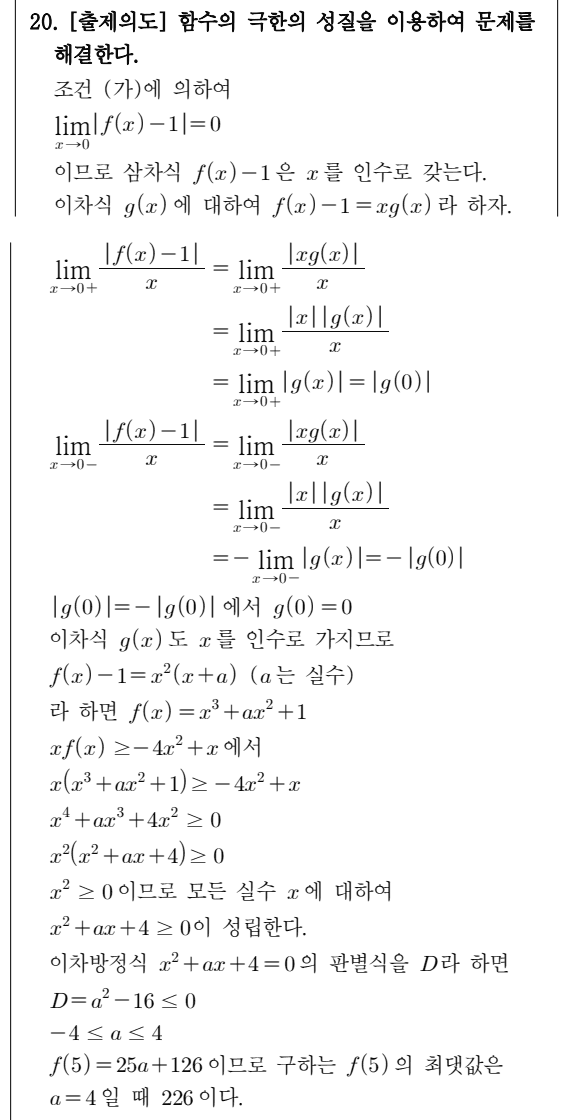 20. [출제의도] 함수의 극한의 성질을 이용하여 문제를
해결한다.
조건 (가)에 의하여
lim_{x→0}|f(x)−1|=0
이므로 삼차식 f(x)−1은 x를 인수로 갖는다.
이차식 g(x)에 대하여 f(x)−1=xg(x)라 하자.
lim_{x→0+} |f(x)−1|/x = lim_{x→0+} |xg(x)|/x
= lim_{x→0+} |x||g(x)|/x
= lim_{x→0+} |g(x)|=|g(0)|
lim_{x→0−} |f(x)−1|/x = lim_{x→0−} |xg(x)|/x
= lim_{x→0−} |x||g(x)|/x
=− lim_{x→0−} |g(x)|=−|g(0)|
|g(0)|=−|g(0)|에서 g(0)=0
이차식 g(x)도 x를 인수로 가지므로
f(x)−1=x²(x+a) (a는 실수)
라 하면 f(x)=x³+ax²+1
xf(x)≥−4x²+x에서
x(x³+ax²+1)≥−4x²+x
x⁴+ax³+4x²≥0
x²(x²+ax+4)≥0
x²≥0이므로 모든 실수 x에 대하여
x²+ax+4≥0이 성립한다.
이차방정식 x²+ax+4=0의 판별식을 D라 하면
D=a²−16≤0
−4≤a≤4
f(5)=25a+126이므로 구하는 f(5)의 최댓값은
a=4일 때 226이다.